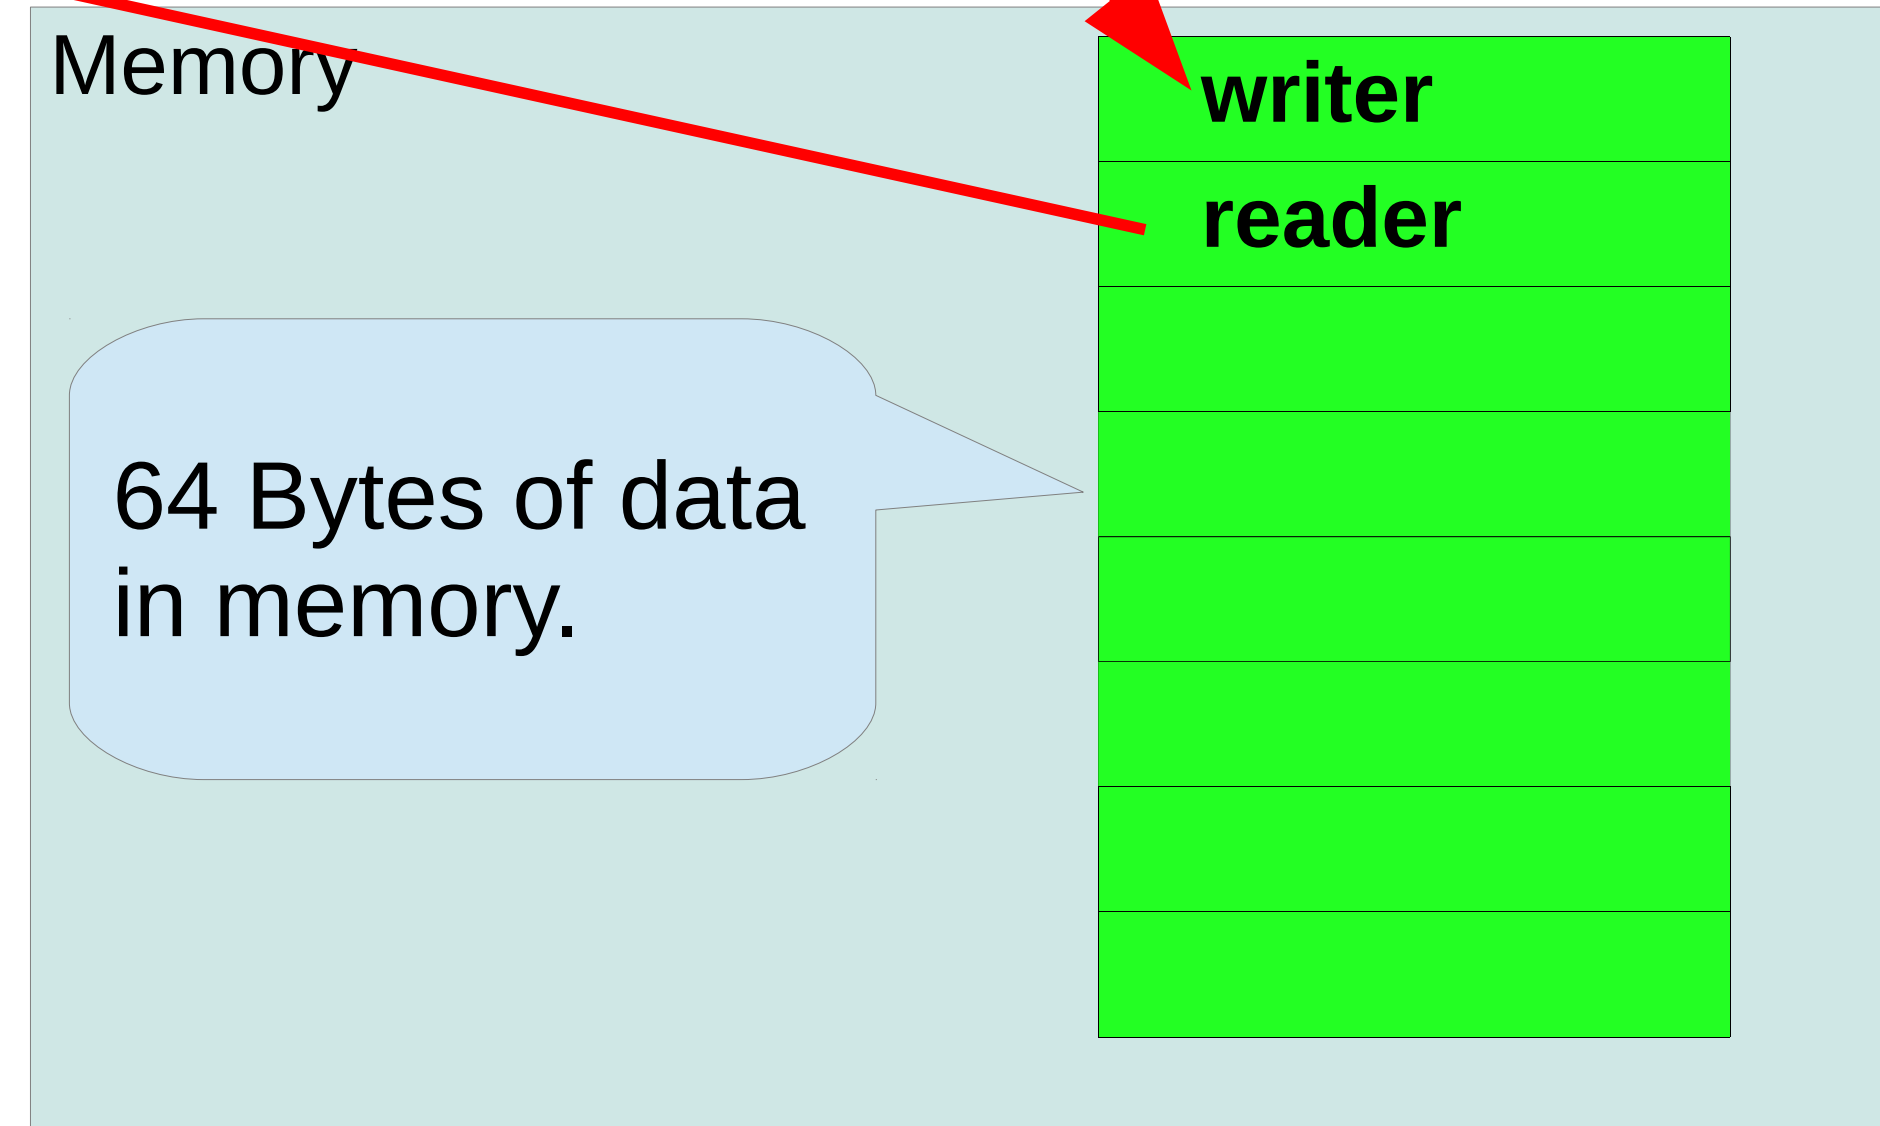 Memory
writer
reader
64 Bytes of data
in memory.